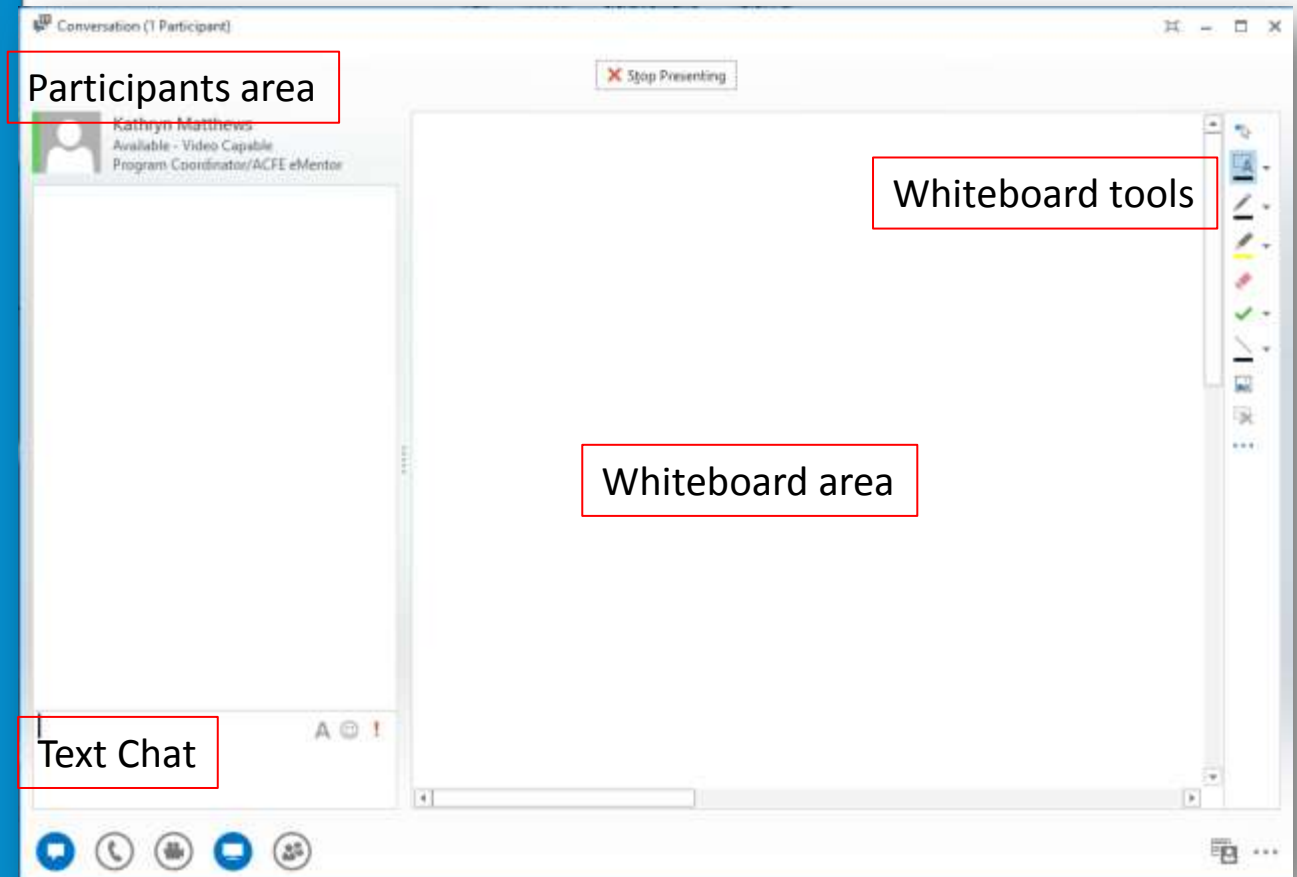 Conversation (1 Participant)
Stop Presenting
Participants area
Kathryn Matthews
Available - Video Capable
Program Coordinator/ACFE eMentor
Whiteboard tools
Whiteboard area
A !
Text Chat